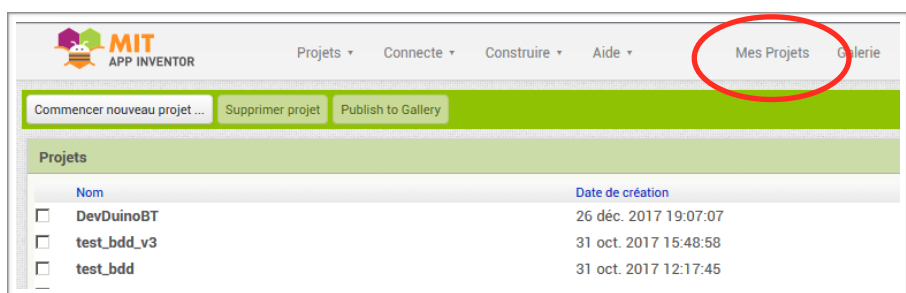 MIT
APP INVENTOR
Projets ▾ Connecte ▾ Construire ▾ Aide ▾ Mes Projets Galerie
Commencer nouveau projet ... Supprimer projet Publish to Gallery
Projets
Nom Date de création
DevDuinoBT 26 déc. 2017 19:07:07
test_bdd_v3 31 oct. 2017 15:48:58
test_bdd 31 oct. 2017 12:17:45